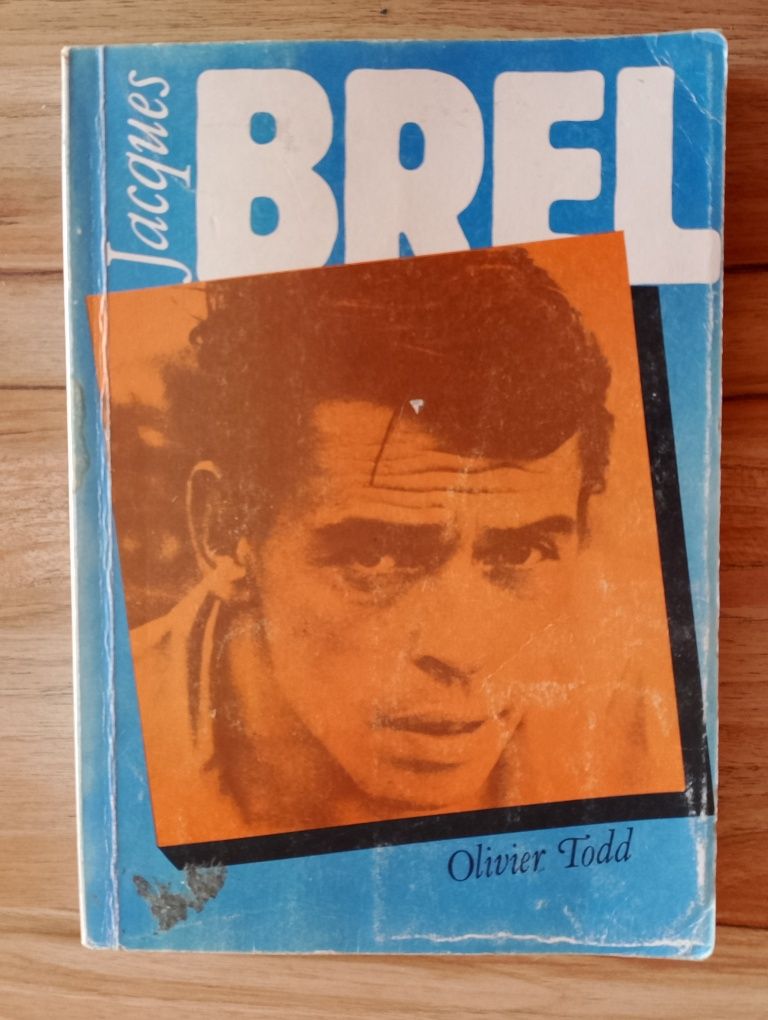 Jacques
BREL
Olivier Todd